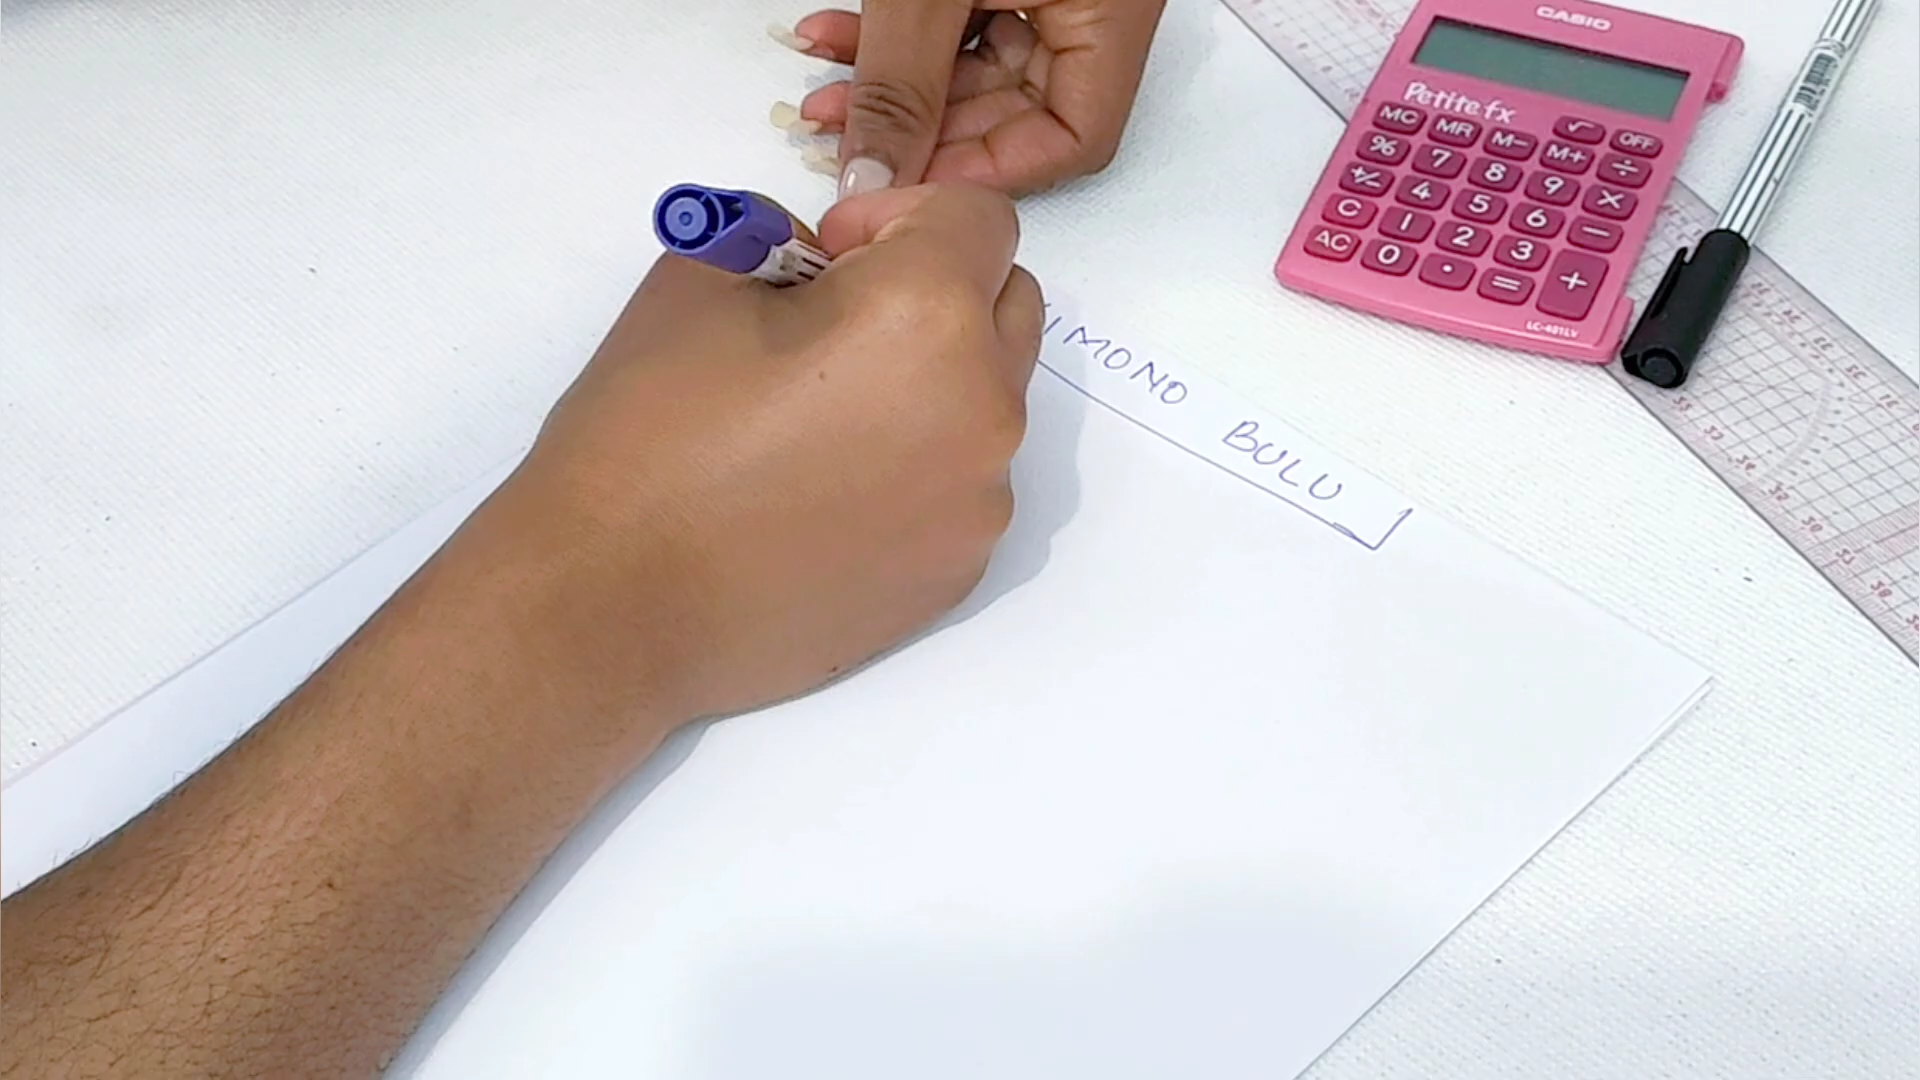 IMONO BULU
CASIO
Petite fx
MC MR M- M+ √ OFF
% 7 8 9 ÷
+/- 4 5 6 ×
C 1 2 3 −
AC 0 · = +
LC-401LV